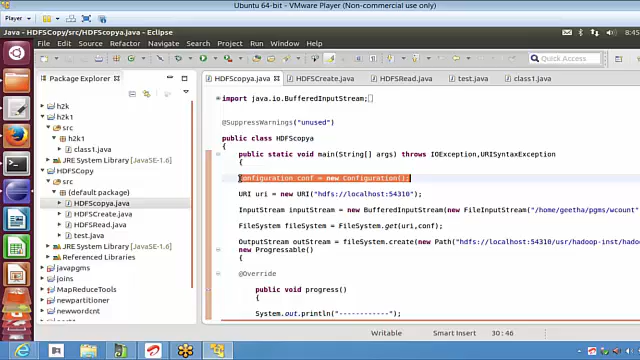 Ubuntu 64-bit - VMware Player (Non-commercial use only)
Player
Java - HDFSCopy/src/HDFScopya.java - Eclipse
8:45
File Edit Source Refactor Navigate Search Project Run Window Help
Quick Access
Package Explorer
h2k
h2k1
src
h2k1
class1.java
JRE System Library [JavaSE-1.6]
HDFSCopy
src
(default package)
HDFScopya.java
HDFSCreate.java
HDFSRead.java
test.java
JRE System Library [JavaSE-1.6]
Referenced Libraries
javapgms
joins
MapReduceTools
newpartitioner
newwordcnt
HDFScopya.java HDFSCreate.java HDFSRead.java test.java class1.java
import java.io.BufferedInputStream;
@SuppressWarnings("unused")
public class HDFScopya
{
public static void main(String[] args) throws IOException,URISyntaxException
{
Configuration conf = new Configuration();
URI uri = new URI("hdfs://localhost:54310");
InputStream inputStream = new BufferedInputStream(new FileInputStream("/home/geetha/pgms/wcount"
FileSystem fileSystem = FileSystem.get(uri,conf);
OutputStream outStream = fileSystem.create(new Path("hdfs://localhost:54310/usr/hadoop-inst/hadoo
new Progressable()
{
@Override
public void progress()
{
System.out.println("------------");
Writable Smart Insert 30 : 46